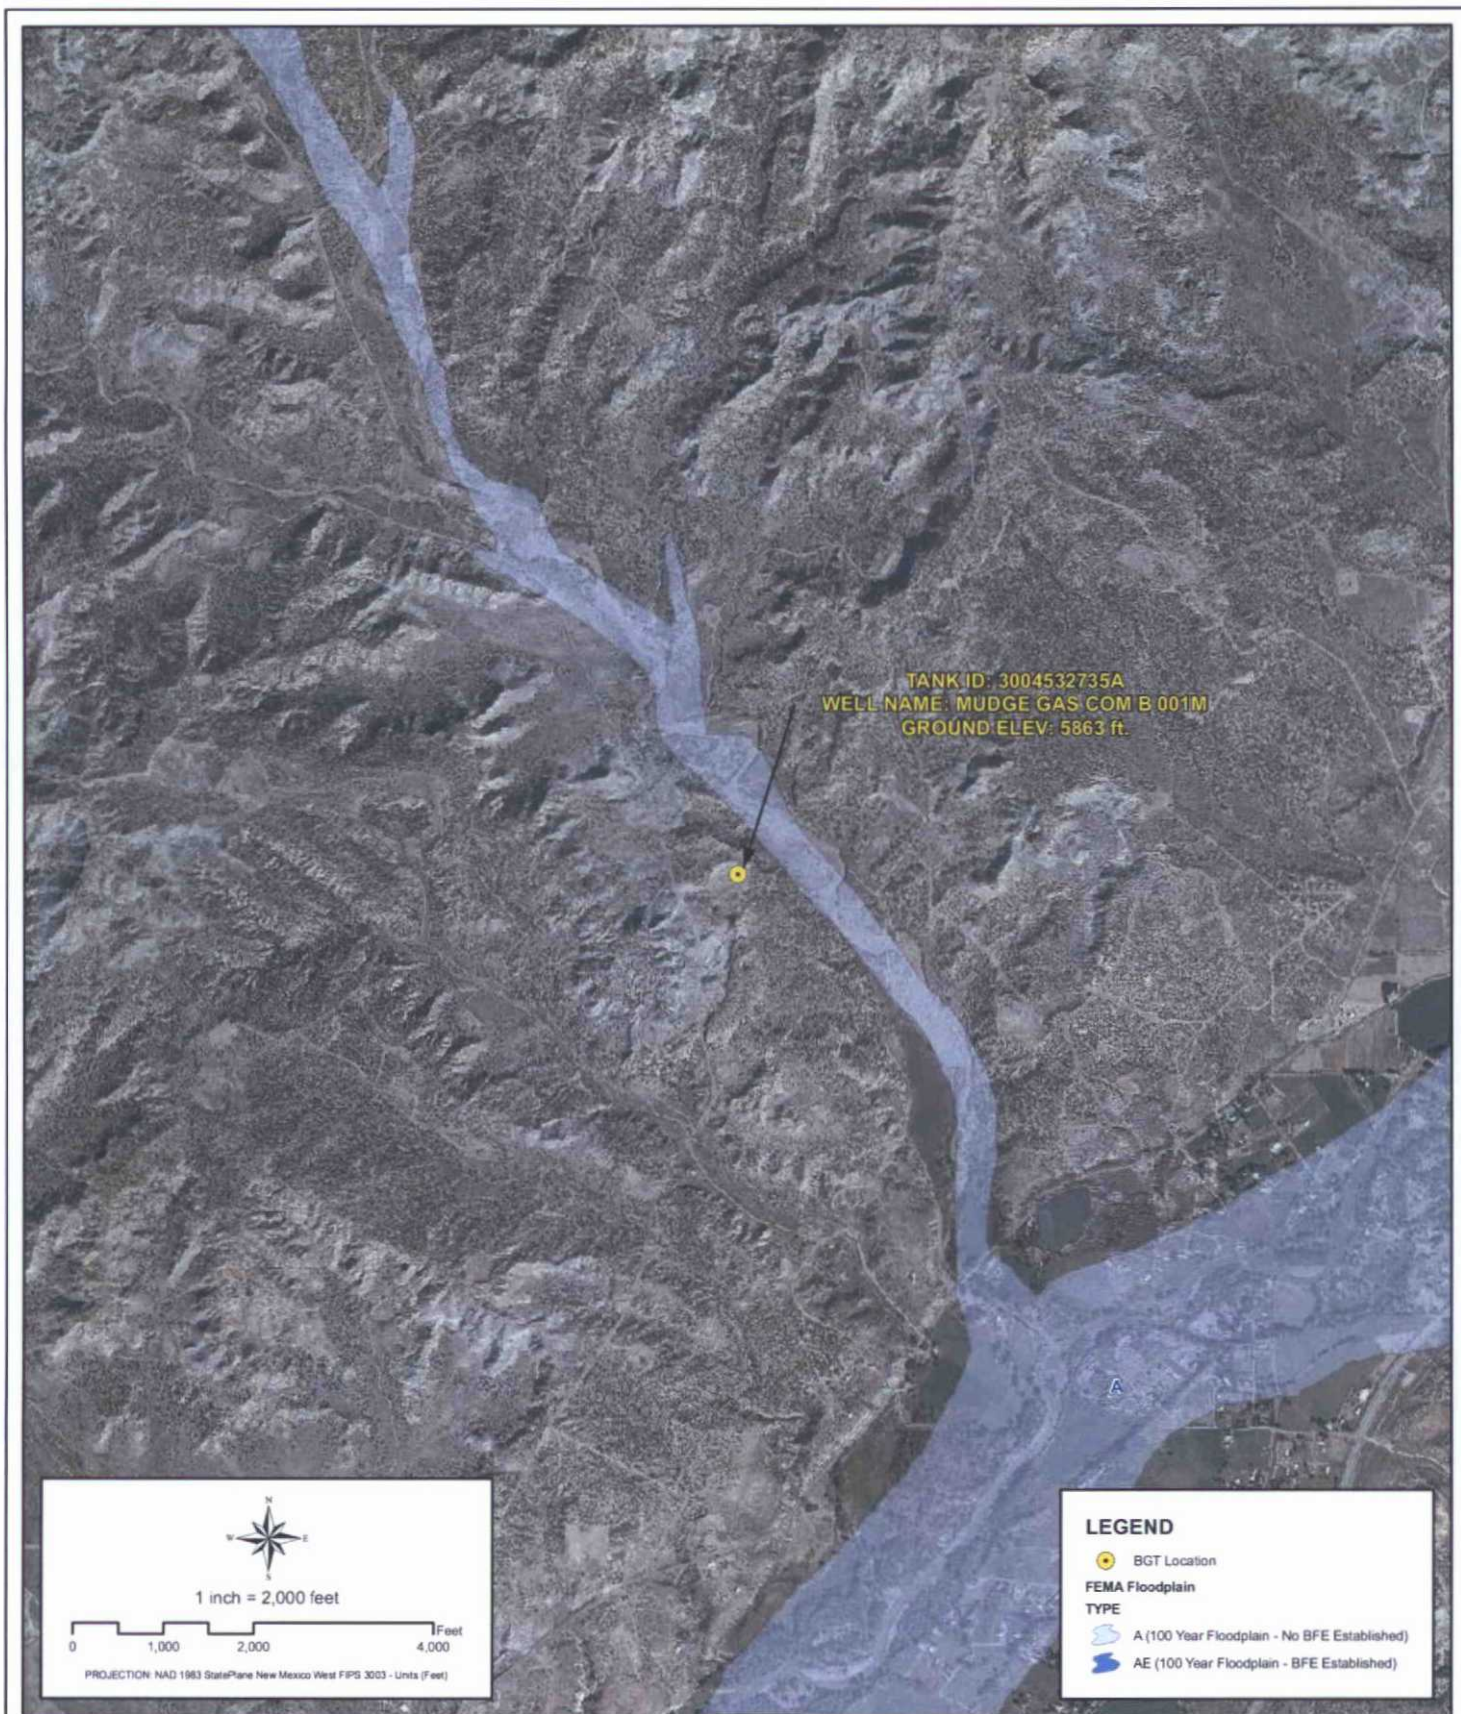 TANK ID: 3004532735A
WELL NAME: MUDGE GAS COM B 001M
GROUND ELEV: 5863 ft.
A
N
W E
S
1 inch = 2,000 feet
Feet
0 1,000 2,000 4,000
PROJECTION: NAD 1983 StatePlane New Mexico West FIPS 3003 - Units (Feet)
LEGEND
BGT Location
FEMA Floodplain
TYPE
A (100 Year Floodplain - No BFE Established)
AE (100 Year Floodplain - BFE Established)